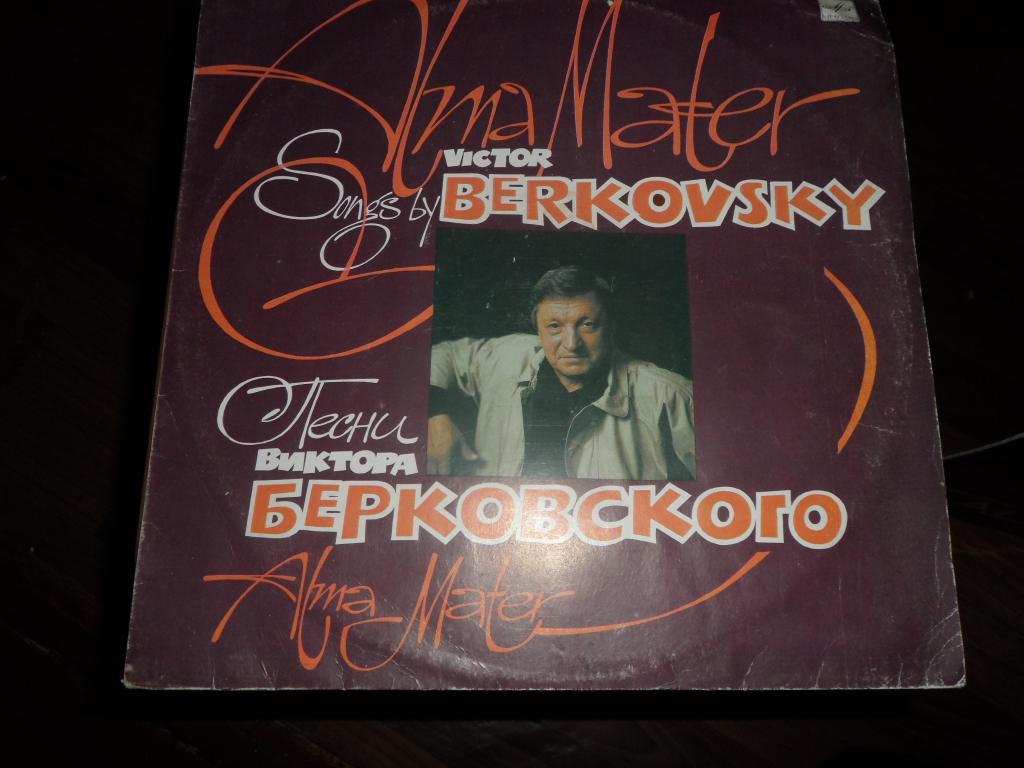 Alma Mater
Songs by VICTOR BERKOVSKY
Песни
ВИКТОРА
БЕРКОВСКОГО
Alma Mater